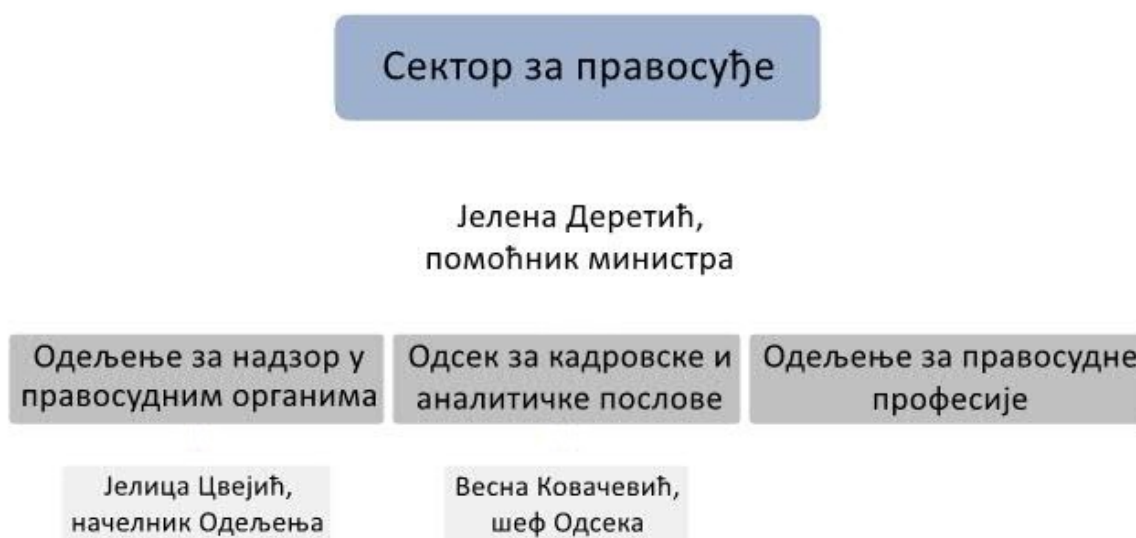 Сектор за правосуђе
Јелена Деретић,
помоћник министра
Одељење за надзор у
правосудним органима
Одсек за кадровске и
аналитичке послове
Одељење за правосудне
професије
Јелица Цвејић,
начелник Одељења
Весна Ковачевић,
шеф Одсека